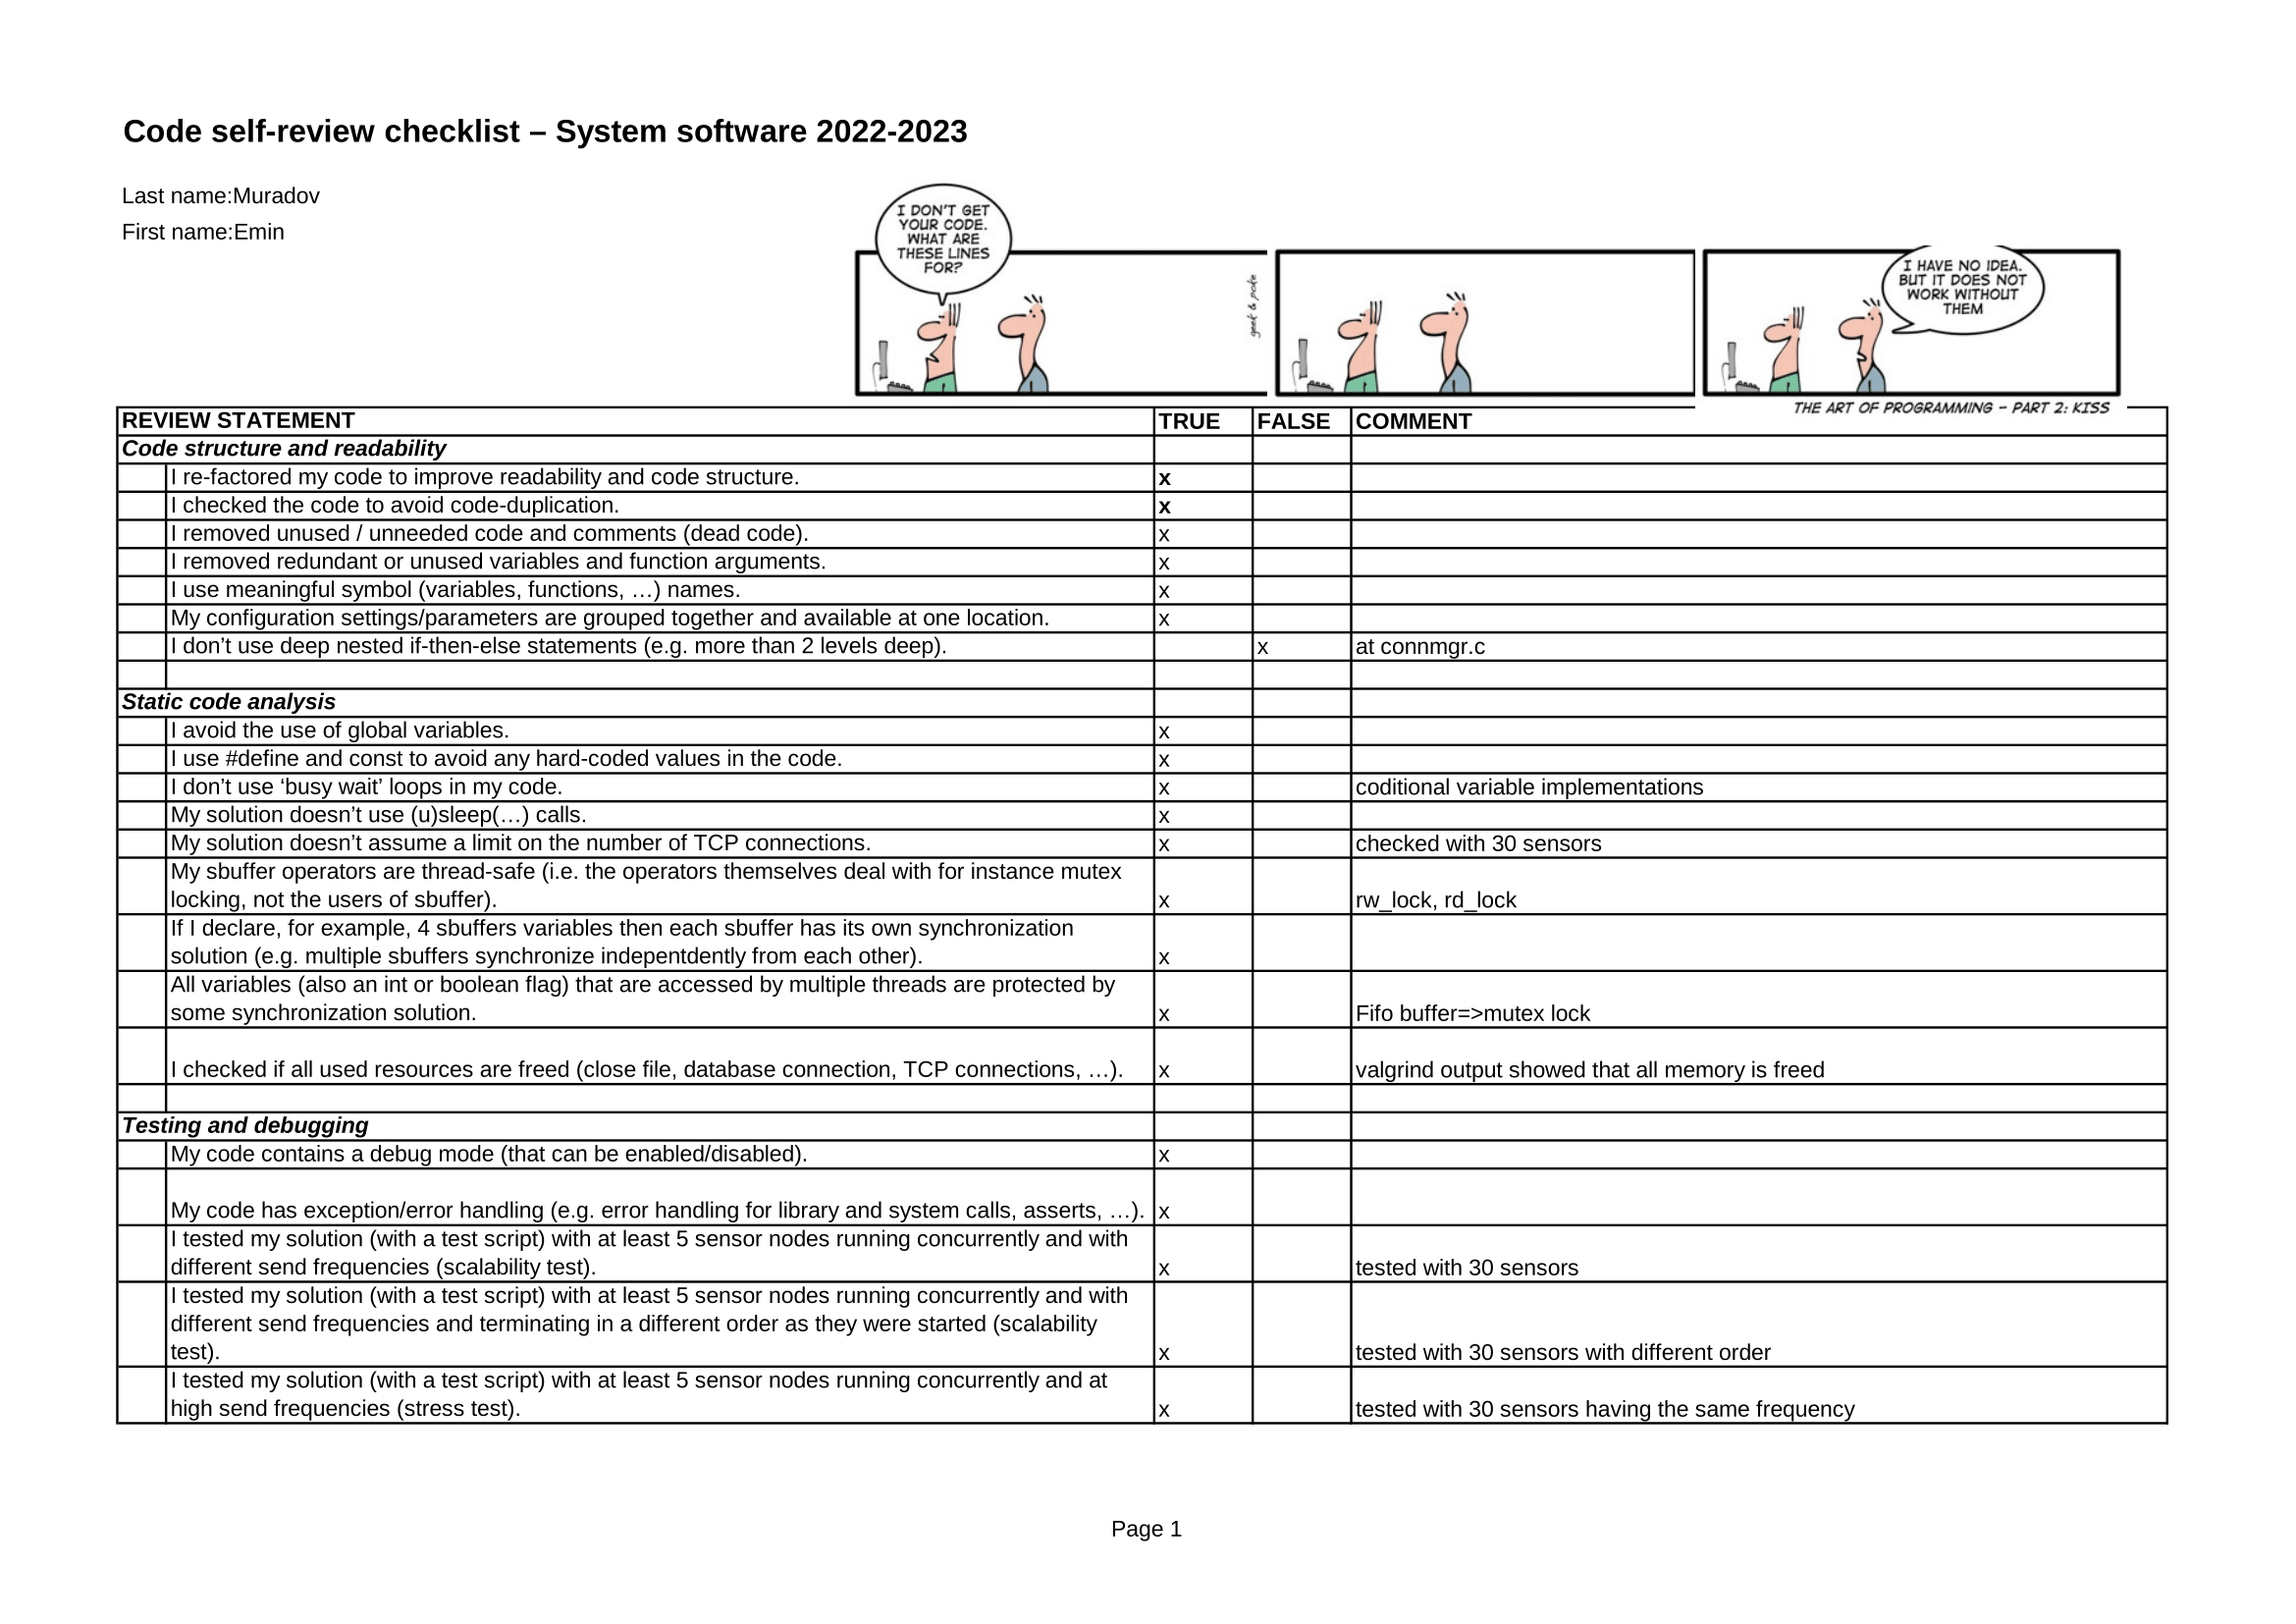 Code self-review checklist – System software 2022-2023
Last name:Muradov
First name:Emin
I DON'T GET
YOUR CODE.
WHAT ARE
THESE LINES
FOR?
geek & poke
I HAVE NO IDEA.
BUT IT DOES NOT
WORK WITHOUT
THEM
THE ART OF PROGRAMMING - PART 2: KISS
REVIEW STATEMENT TRUE FALSE COMMENT
Code structure and readability
I re-factored my code to improve readability and code structure. x
I checked the code to avoid code-duplication. x
I removed unused / unneeded code and comments (dead code). x
I removed redundant or unused variables and function arguments. x
I use meaningful symbol (variables, functions, …) names. x
My configuration settings/parameters are grouped together and available at one location. x
I don’t use deep nested if-then-else statements (e.g. more than 2 levels deep). x at connmgr.c
Static code analysis
I avoid the use of global variables. x
I use #define and const to avoid any hard-coded values in the code. x
I don’t use ‘busy wait’ loops in my code. x coditional variable implementations
My solution doesn’t use (u)sleep(…) calls. x
My solution doesn’t assume a limit on the number of TCP connections. x checked with 30 sensors
My sbuffer operators are thread-safe (i.e. the operators themselves deal with for instance mutex
locking, not the users of sbuffer). x rw_lock, rd_lock
If I declare, for example, 4 sbuffers variables then each sbuffer has its own synchronization
solution (e.g. multiple sbuffers synchronize indepentdently from each other). x
All variables (also an int or boolean flag) that are accessed by multiple threads are protected by
some synchronization solution. x Fifo buffer=>mutex lock
I checked if all used resources are freed (close file, database connection, TCP connections, …). x valgrind output showed that all memory is freed
Testing and debugging
My code contains a debug mode (that can be enabled/disabled). x
My code has exception/error handling (e.g. error handling for library and system calls, asserts, …). x
I tested my solution (with a test script) with at least 5 sensor nodes running concurrently and with
different send frequencies (scalability test). x tested with 30 sensors
I tested my solution (with a test script) with at least 5 sensor nodes running concurrently and with
different send frequencies and terminating in a different order as they were started (scalability
test). x tested with 30 sensors with different order
I tested my solution (with a test script) with at least 5 sensor nodes running concurrently and at
high send frequencies (stress test). x tested with 30 sensors having the same frequency
Page 1